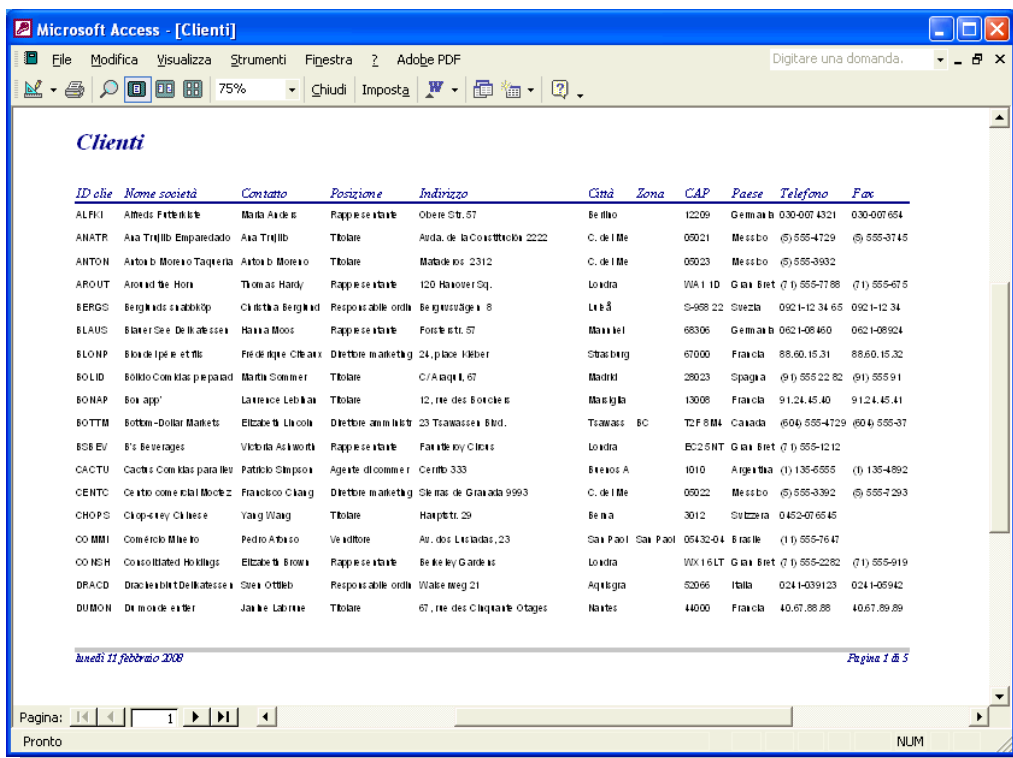 Microsoft Access - [Clienti]
File Modifica Visualizza Strumenti Finestra ? Adobe PDF Digitare una domanda.
75% Chiudi Imposta
Clienti
ID clie Nome società Contatto Posizione Indirizzo Città Zona CAP Paese Telefono Fax
ALFKI Alfreds Futterkiste Maria Anders Rappresentante Obere Str. 57 Berlino 12209 Germania 030-0074321 030-007654
ANATR Ana Trujillo Emparedado Ana Trujillo Titolare Avda. de la Constitución 2222 C. del Me 05021 Messico (5) 555-4729 (5) 555-3745
ANTON Antonio Moreno Taquería Antonio Moreno Titolare Mataderos 2312 C. del Me 05023 Messico (5) 555-3932
AROUT Around the Horn Thomas Hardy Rappresentante 120 Hanover Sq. Londra WA1 1D Gran Bret (71) 555-7788 (71) 555-675
BERGS Berglunds snabbköp Christina Berglund Responsabile ordin Berguvsvägen 8 Luleå S-958 22 Svezia 0921-12 34 65 0921-12 34
BLAUS Blauer See Delikatessen Hanna Moos Rappresentante Forsterstr. 57 Mannhei 68306 Germania 0621-08460 0621-08924
BLONP Blondel père et fils Frédérique Citeaux Direttore marketing 24, place Kléber Strasburg 67000 Francia 88.60.15.31 88.60.15.32
BOLID Bólido Comidas preparad Martín Sommer Titolare C/ Araquil, 67 Madrid 28023 Spagna (91) 555 22 82 (91) 555 91
BONAP Bon app' Laurence Lebihan Titolare 12, rue des Bouchers Marsiglia 13008 Francia 91.24.45.40 91.24.45.41
BOTTM Bottom-Dollar Markets Elizabeth Lincoln Direttore amministr 23 Tsawassen Blvd. Tsawass BC T2F 8M4 Canada (604) 555-4729 (604) 555-37
BSBEV B's Beverages Victoria Ashworth Rappresentante Fauntleroy Circus Londra EC2 5NT Gran Bret (71) 555-1212
CACTU Cactus Comidas para llev Patricio Simpson Agente di commer Cerrito 333 Buenos A 1010 Argentina (1) 135-5555 (1) 135-4892
CENTC Centro comercial Moctez Francisco Chang Direttore marketing Sierras de Granada 9993 C. del Me 05022 Messico (5) 555-3392 (5) 555-7293
CHOPS Chop-suey Chinese Yang Wang Titolare Hauptstr. 29 Berna 3012 Svizzera 0452-076545
COMMI Comércio Mineiro Pedro Afonso Venditore Av. dos Lusíadas, 23 San Paol San Paol 05432-04 Brasile (11) 555-7647
CONSH Consolidated Holdings Elizabeth Brown Rappresentante Berkeley Gardens Londra WX1 6LT Gran Bret (71) 555-2282 (71) 555-919
DRACD Drachenblut Delikatessen Sven Ottlieb Responsabile ordin Walserweg 21 Aquisgra 52066 Italia 0241-039123 0241-05942
DUMON Du monde entier Janine Labrune Titolare 67, rue des Cinquante Otages Nantes 44000 Francia 40.67.88.88 40.67.89.89
lunedì 11 febbraio 2008 Pagina 1 di 5
Pagina: 1
Pronto NUM